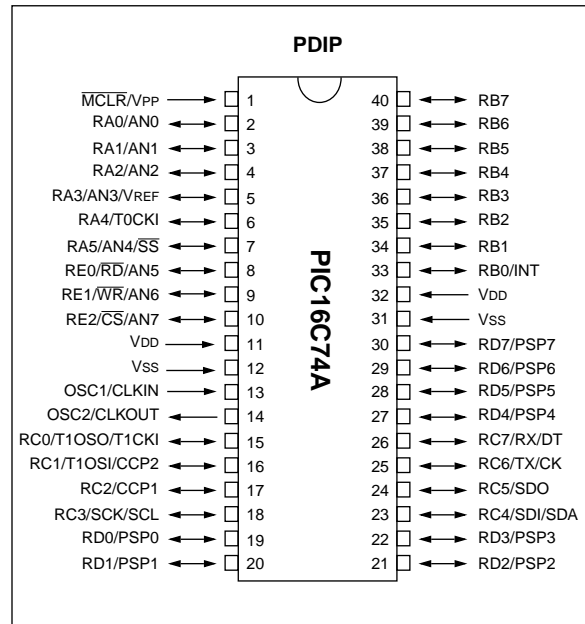 PDIP
MCLR/VPP 1 40 RB7
RA0/AN0 2 39 RB6
RA1/AN1 3 38 RB5
RA2/AN2 4 37 RB4
RA3/AN3/VREF 5 36 RB3
RA4/T0CKI 6 35 RB2
RA5/AN4/SS 7 34 RB1
RE0/RD/AN5 8 33 RB0/INT
RE1/WR/AN6 9 32 VDD
RE2/CS/AN7 10 31 VSS
VDD 11 30 RD7/PSP7
VSS 12 29 RD6/PSP6
OSC1/CLKIN 13 28 RD5/PSP5
OSC2/CLKOUT 14 27 RD4/PSP4
RC0/T1OSO/T1CKI 15 26 RC7/RX/DT
RC1/T1OSI/CCP2 16 25 RC6/TX/CK
RC2/CCP1 17 24 RC5/SDO
RC3/SCK/SCL 18 23 RC4/SDI/SDA
RD0/PSP0 19 22 RD3/PSP3
RD1/PSP1 20 21 RD2/PSP2
PIC16C74A